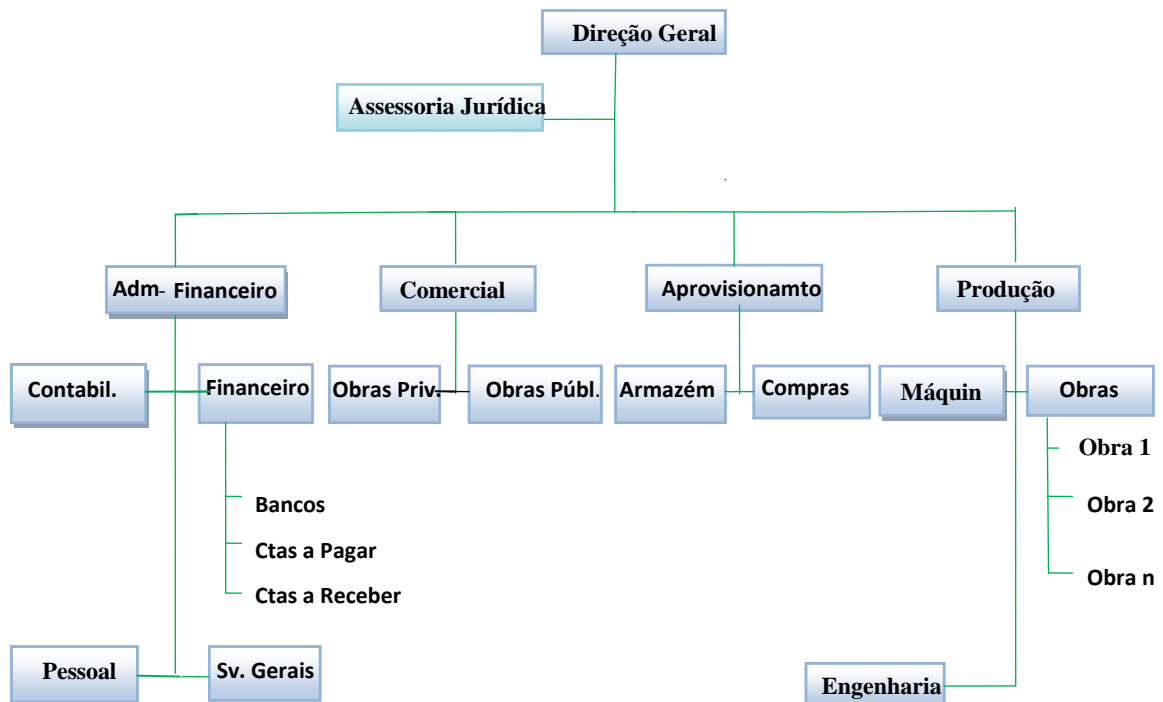 Direção Geral
Assessoria Jurídica
Adm- Financeiro
Comercial
Aprovisionamto
Produção
Contabil.
Financeiro
Obras Priv.
Obras Públ.
Armazém
Compras
Máquin
Obras
Obra 1
Bancos
Obra 2
Ctas a Pagar
Obra n
Ctas a Receber
Pessoal
Sv. Gerais
Engenharia